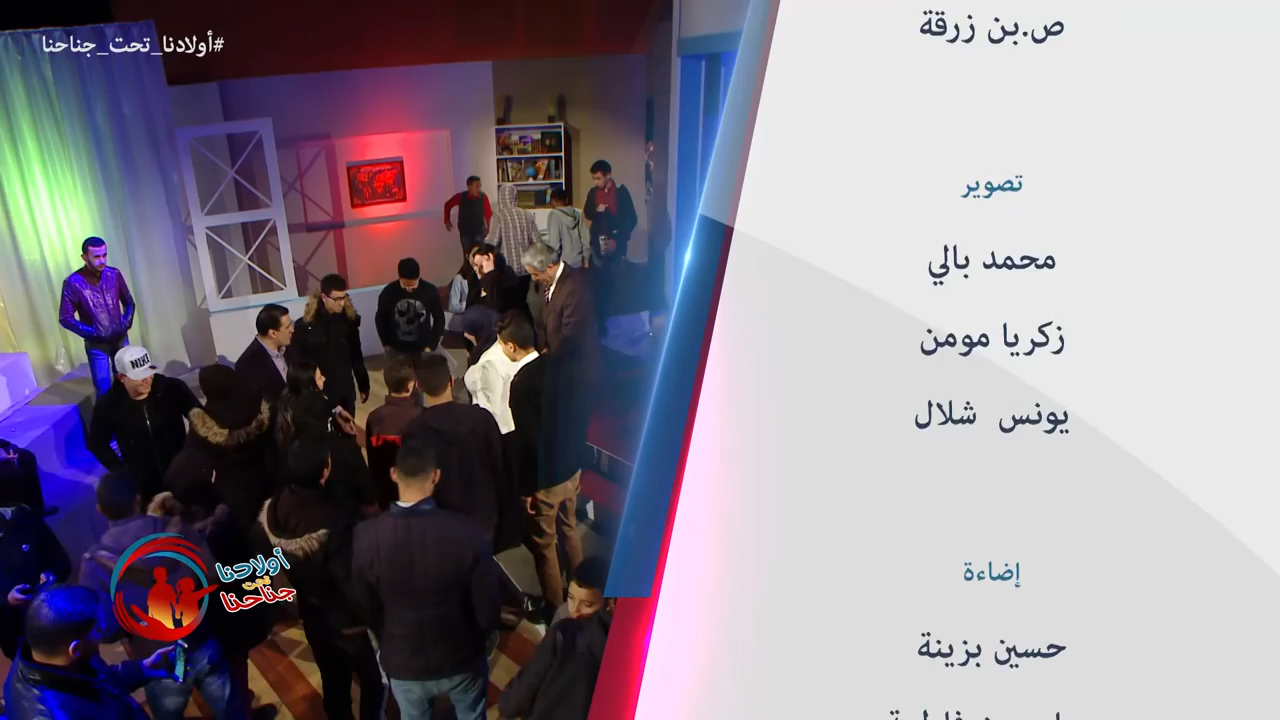 #أولادنا_تحت_جناحنا
ص.بن زرقة
تصوير
محمد بالي
زكريا مومن
يونس شلال
إضاءة
حسين بزينة
أولادنا
تحت
جناحنا